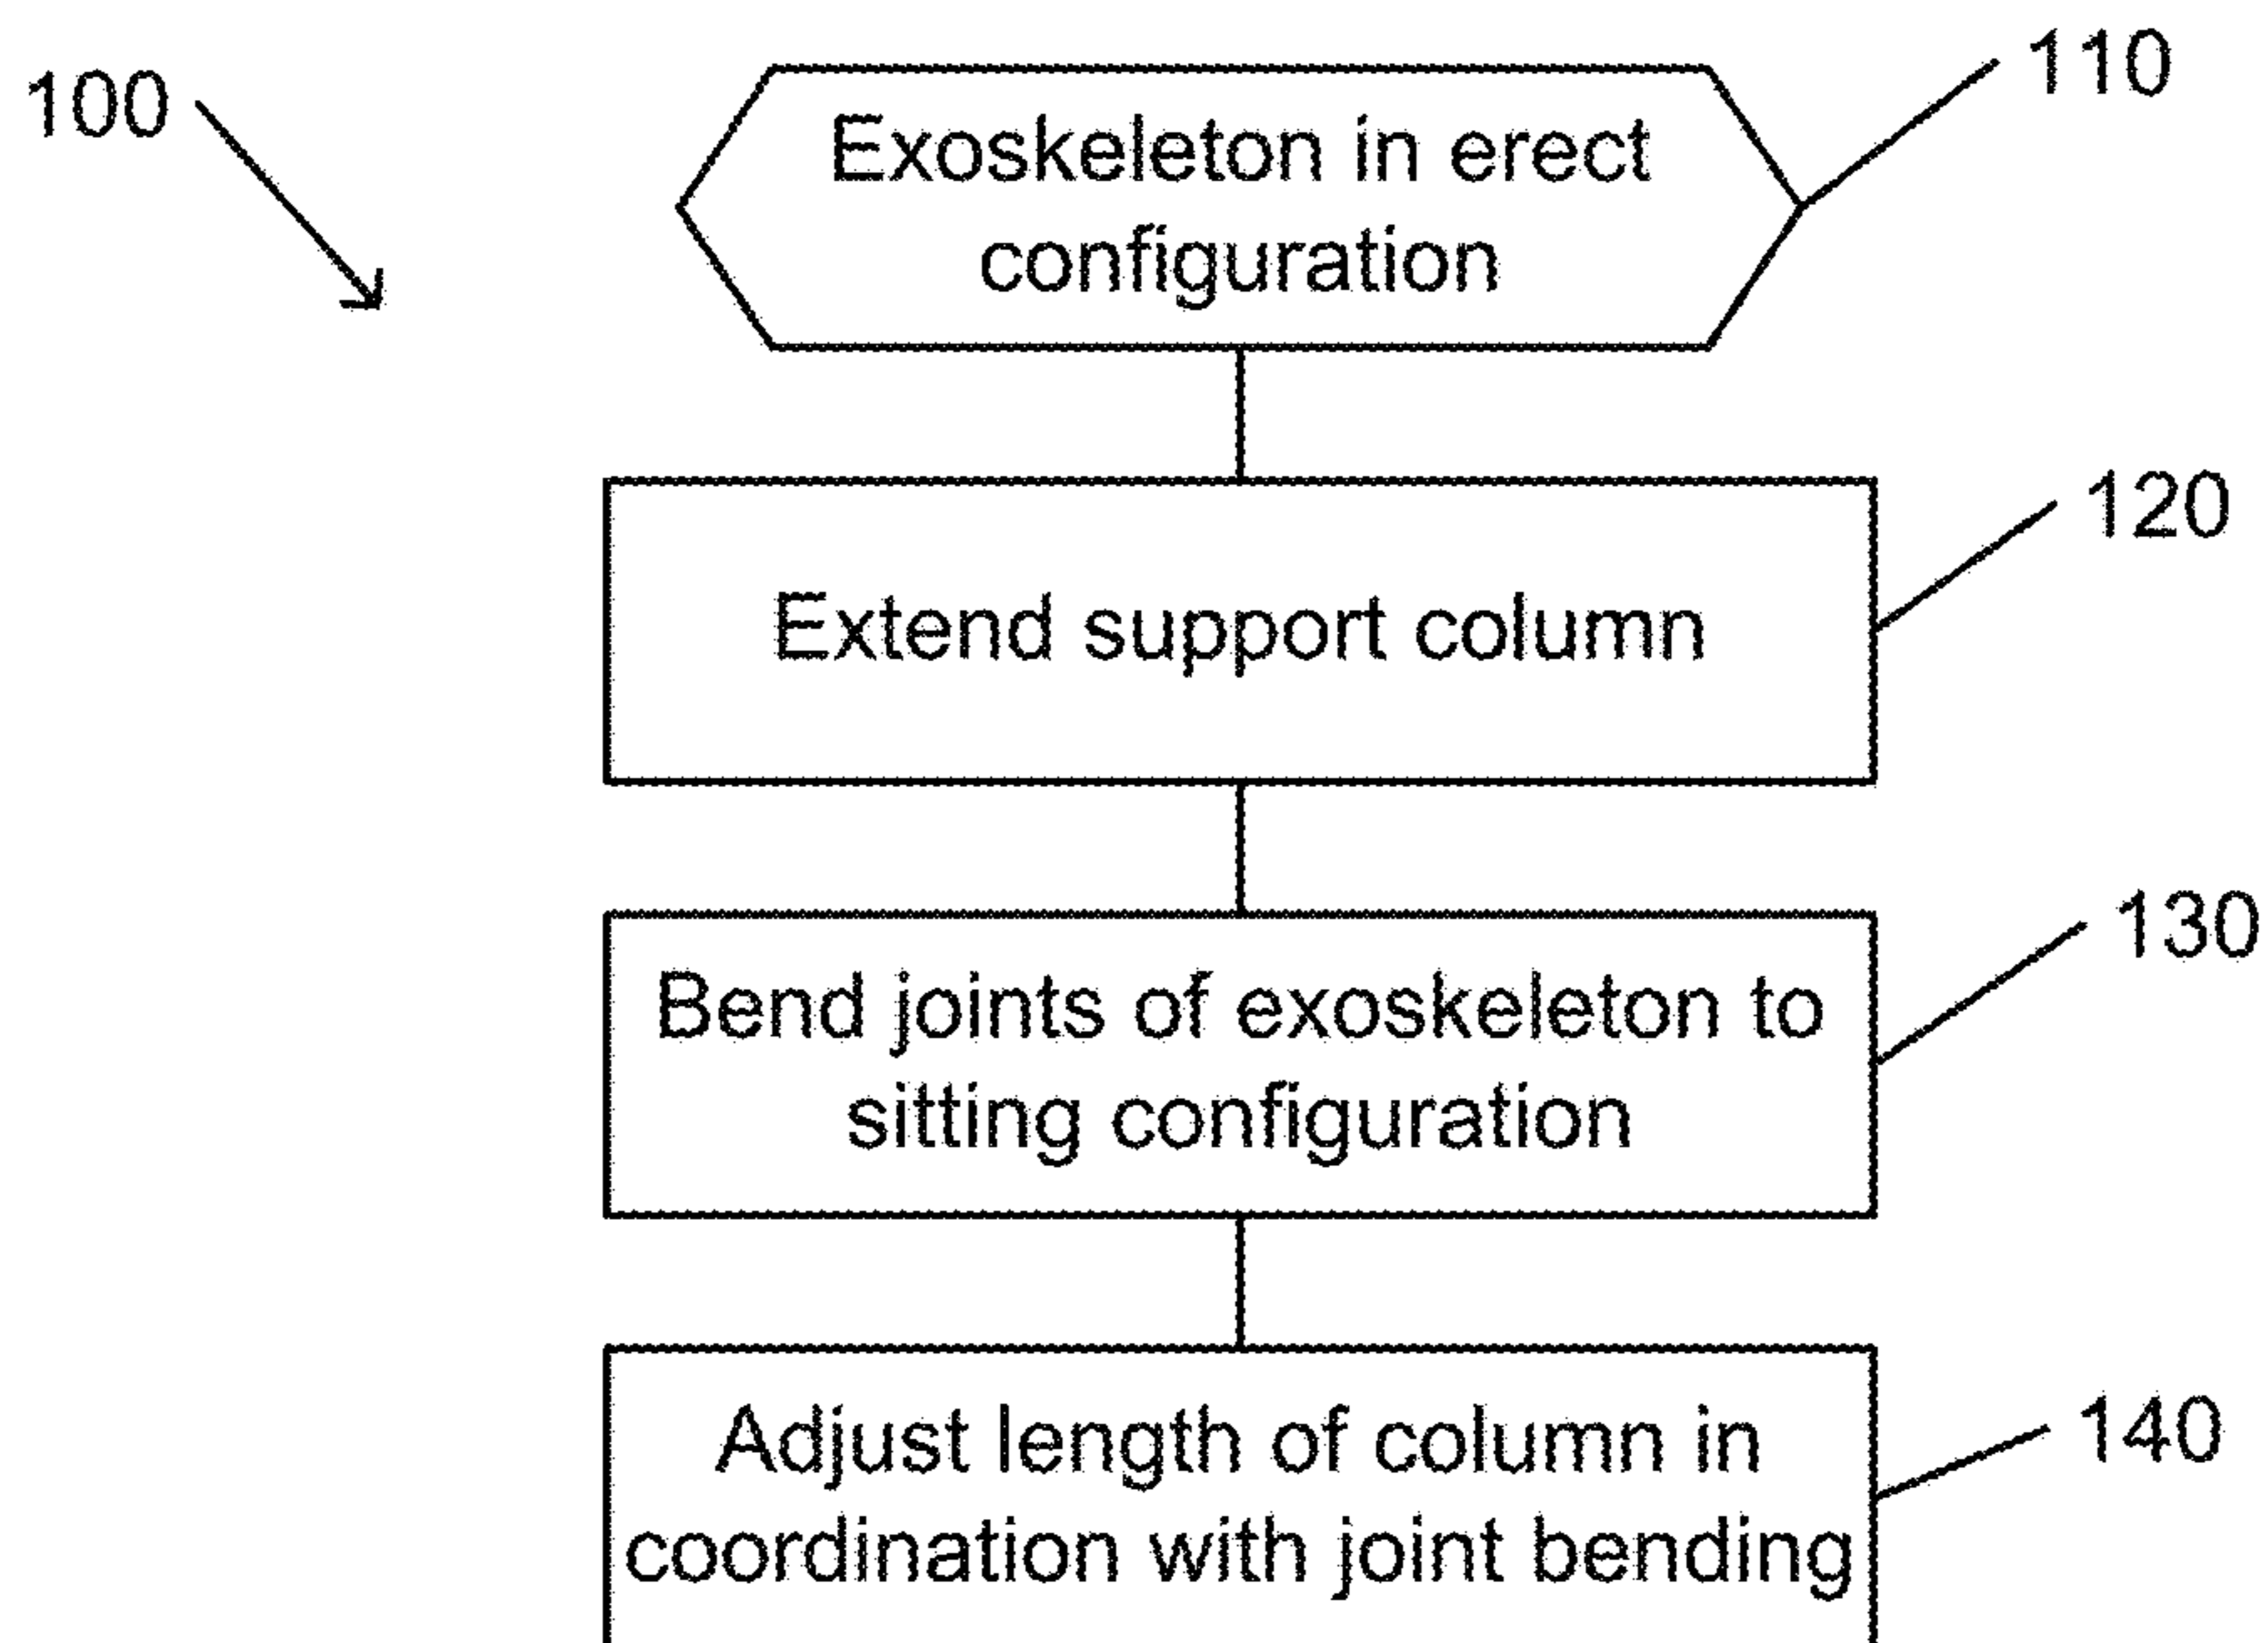 100
110
Exoskeleton in erect
configuration
120
Extend support column
130
Bend joints of exoskeleton to
sitting configuration
140
Adjust length of column in
coordination with joint bending